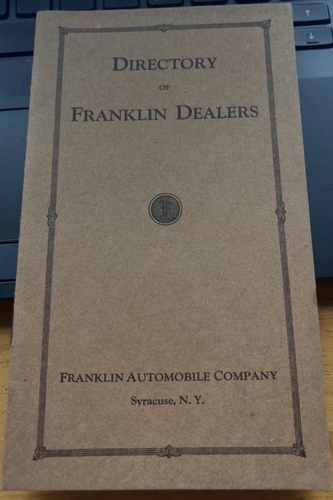 DIRECTORY
OF
FRANKLIN DEALERS
FRANKLIN AUTOMOBILE COMPANY
Syracuse, N. Y.